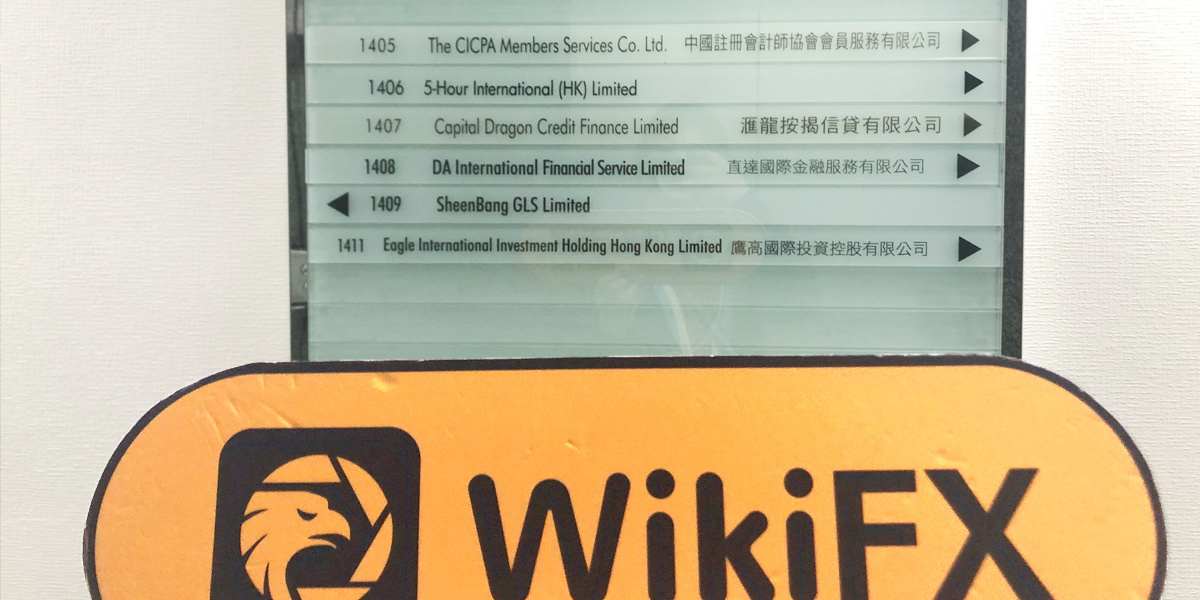 1405 The CICPA Members Services Co. Ltd. 中國註冊會計師協會會員服務有限公司
1406 5-Hour International (HK) Limited
1407 Capital Dragon Credit Finance Limited 滙龍按揭信貸有限公司
1408 DA International Financial Service Limited 直達國際金融服務有限公司
1409 SheenBang GLS Limited
1411 Eagle International Investment Holding Hong Kong Limited 鷹高國際投資控股有限公司
WikiFX